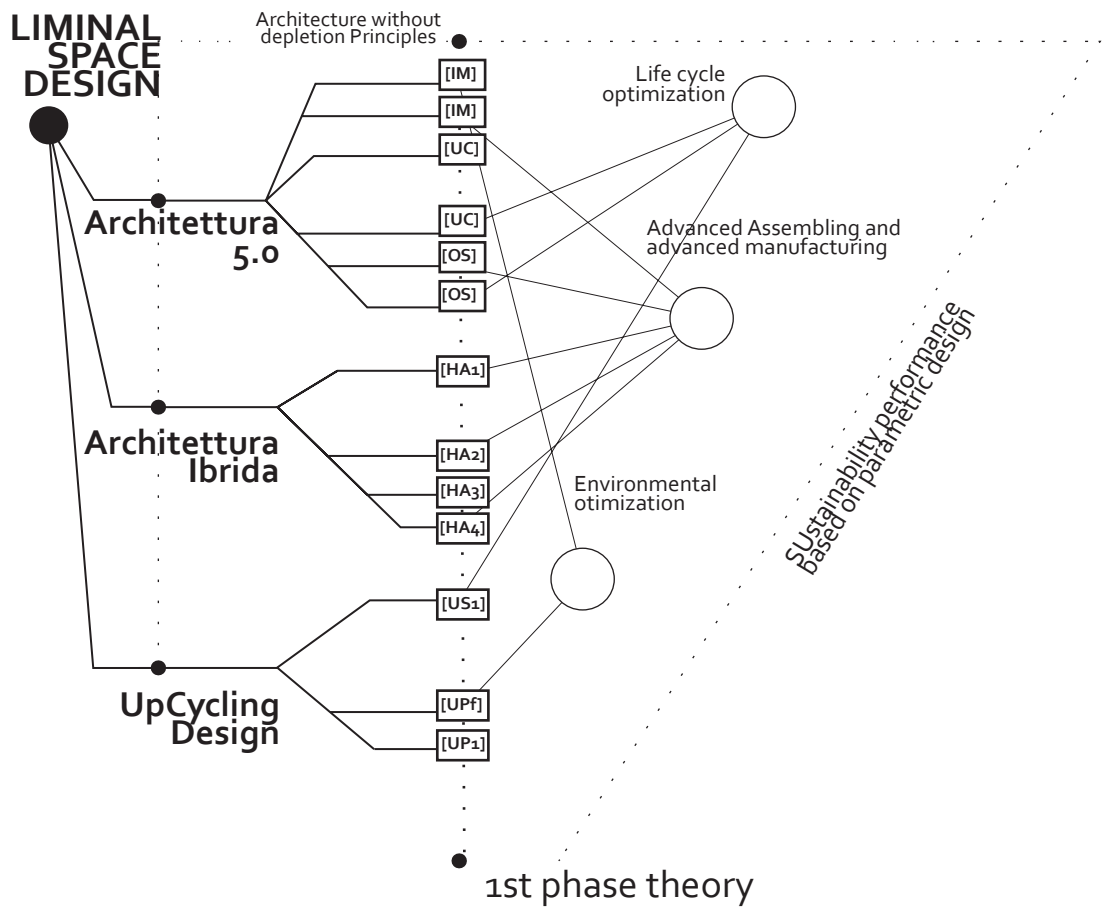 LIMINAL
SPACE
DESIGN
Architecture without
depletion Principles
[IM]
[IM]
[UC]
[UC]
[OS]
[OS]
Architettura
5.0
Life cycle
optimization
Advanced Assembling and
advanced manufacturing
[HA1]
[HA2]
[HA3]
[HA4]
Architettura
Ibrida
Environmental
otimization
SUstainability performance
based on parametric design
[US1]
[UPf]
[UP1]
UpCycling
Design
1st phase theory